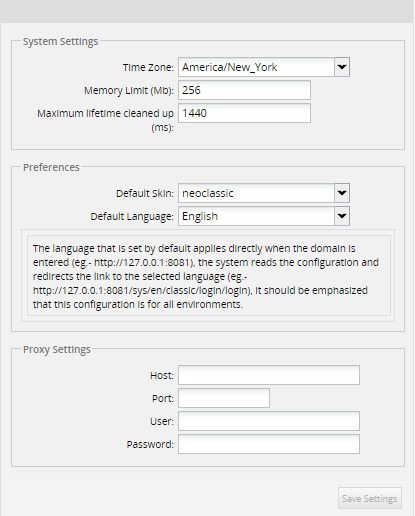 System Settings
Time Zone: America/New_York
Memory Limit (Mb): 256
Maximum lifetime cleaned up 1440
(ms):
Preferences
Default Skin: neoclassic
Default Language: English
The language that is set by default applies directly when the domain is
entered (eg.- http://127.0.0.1:8081), the system reads the configuration and
redirects the link to the selected language (eg.-
http://127.0.0.1:8081/sys/en/classic/login/login), it should be emphasized
that this configuration is for all environments.
Proxy Settings
Host:
Port:
User:
Password:
Save Settings